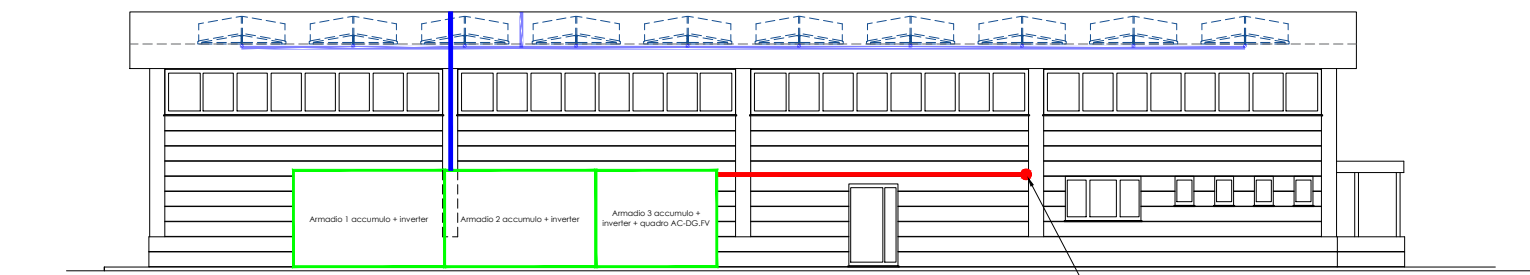 Armadio 1 accumulo + inverter
Armadio 2 accumulo + inverter
Armadio 3 accumulo +
inverter + quadro AC-DG.FV